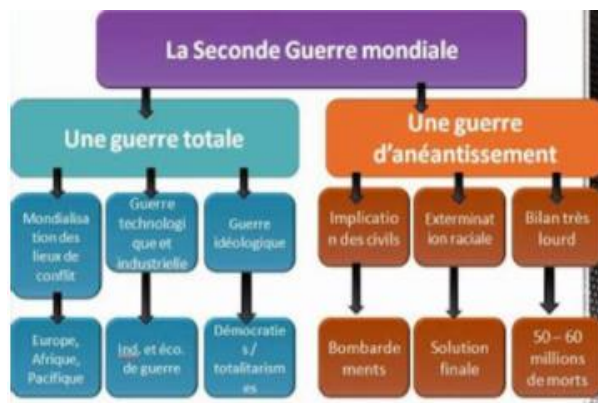 La Seconde Guerre mondiale
Une guerre totale
Une guerre
d'anéantissement
Mondialisa
tion des
lieux de
conflit
Guerre
technologi
que et
industrielle
Guerre
idéologique
Implicatio
n des civils
Exterminat
ion raciale
Bilan très
lourd
Europe,
Afrique,
Pacifique
Ind. et éco.
de guerre
Démocratie
s /
totalitarism
es
Bombarde
ments
Solution
finale
50 – 60
millions
de morts